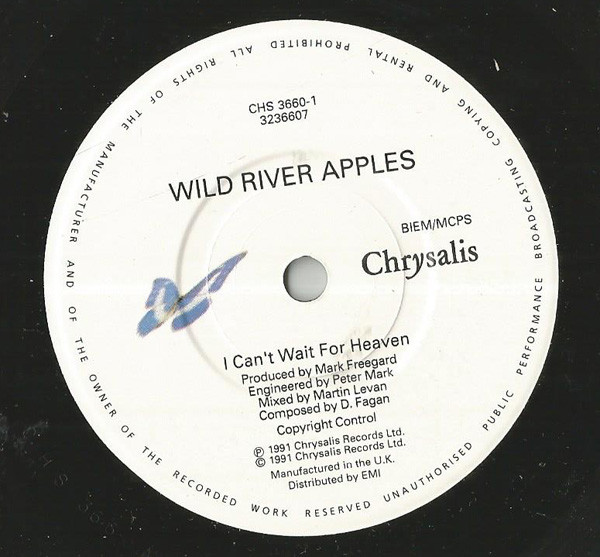 ALL RIGHTS OF THE MANUFACTURER AND OF THE OWNER OF THE RECORDED WORK RESERVED UNAUTHORISED PUBLIC PERFORMANCE BROADCASTING COPYING AND RENTAL PROHIBITED
CHS 3660-1
3236607
WILD RIVER APPLES
BIEM/MCPS
Chrysalis
I Can't Wait For Heaven
Produced by Mark Freegard
Engineered by Peter Mark
Mixed by Martin Levan
Composed by D. Fagan
Copyright Control
Ⓟ 1991 Chrysalis Records Ltd.
© 1991 Chrysalis Records Ltd.
Manufactured in the U.K.
Distributed by EMI